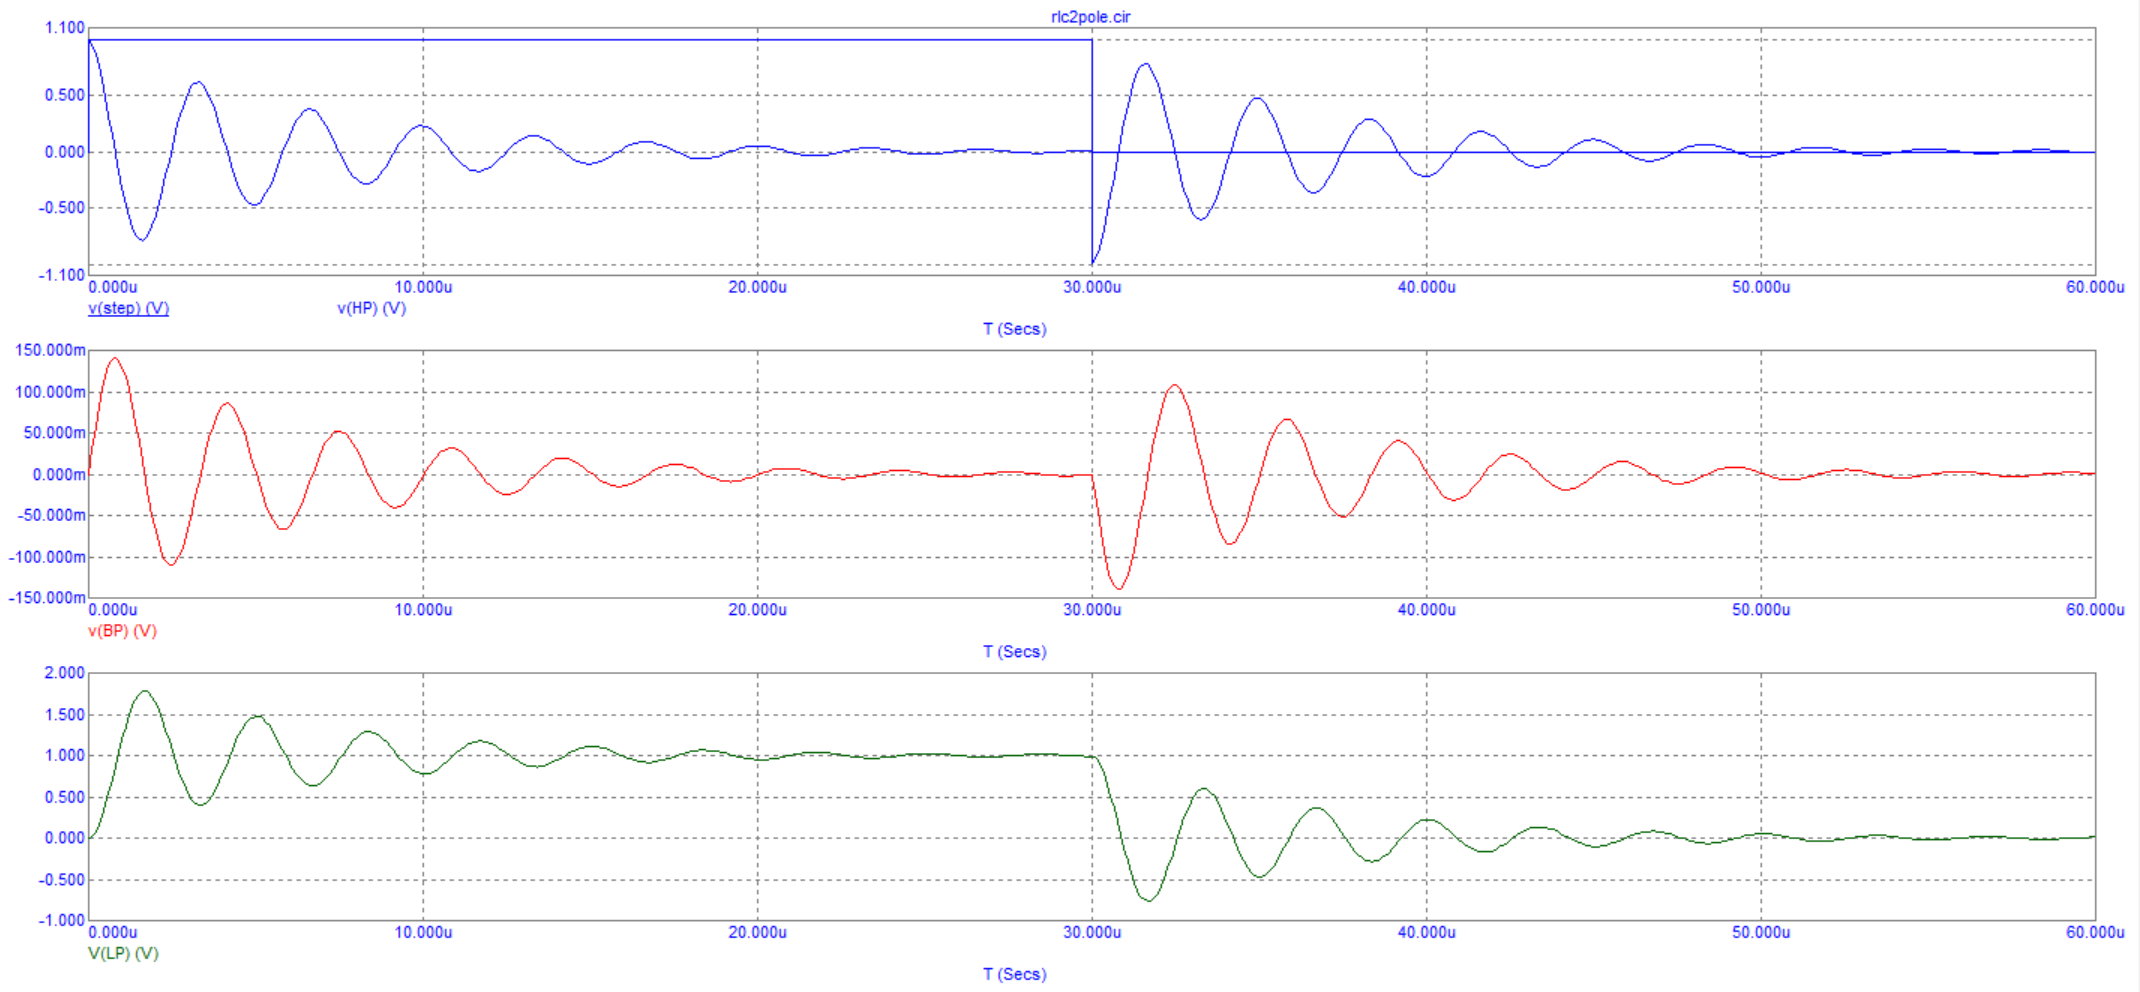 rlc2pole.cir
1.100
0.500
0.000
-0.500
-1.100
0.000u 10.000u 20.000u 30.000u 40.000u 50.000u 60.000u
v(step) (V) v(HP) (V)
T (Secs)
150.000m
100.000m
50.000m
0.000m
-50.000m
-100.000m
-150.000m
0.000u 10.000u 20.000u 30.000u 40.000u 50.000u 60.000u
v(BP) (V)
T (Secs)
2.000
1.500
1.000
0.500
0.000
-0.500
-1.000
0.000u 10.000u 20.000u 30.000u 40.000u 50.000u 60.000u
V(LP) (V)
T (Secs)